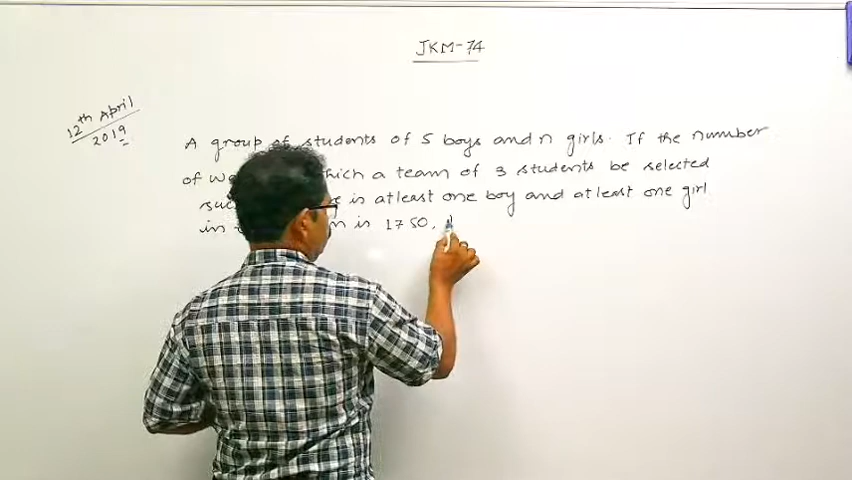 JKM-74
12th April
2019
A group of students of 5 boys and n girls. If the number
of which a team of 3 students be selected
is atleast one boy and atleast one girl
in is 1750,